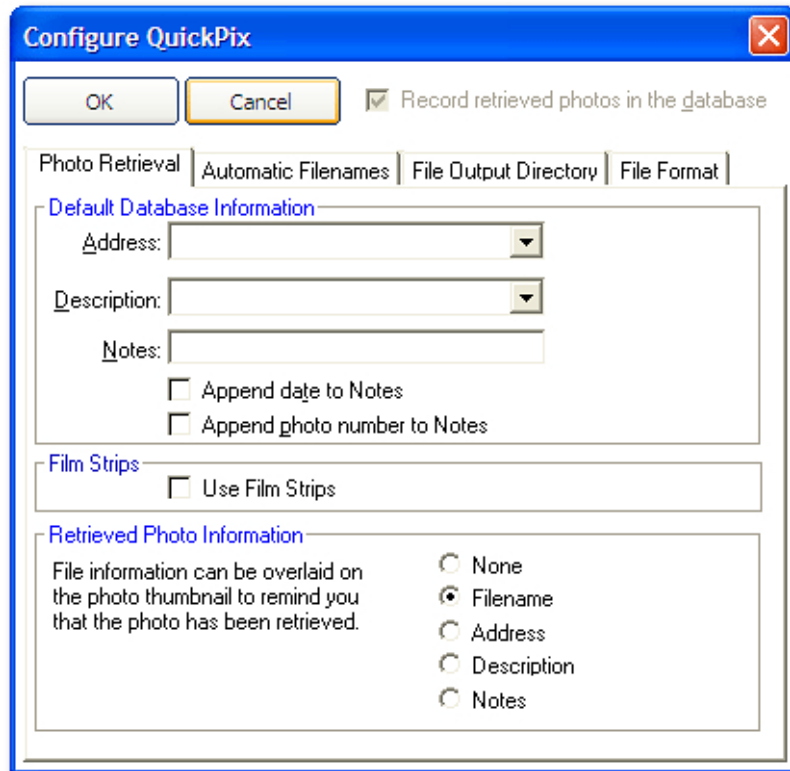 Configure QuickPix
OK
Cancel
Record retrieved photos in the database
Photo Retrieval
Automatic Filenames
File Output Directory
File Format
Default Database Information
Address:
Description:
Notes:
Append date to Notes
Append photo number to Notes
Film Strips
Use Film Strips
Retrieved Photo Information
File information can be overlaid on
the photo thumbnail to remind you
that the photo has been retrieved.
None
Filename
Address
Description
Notes